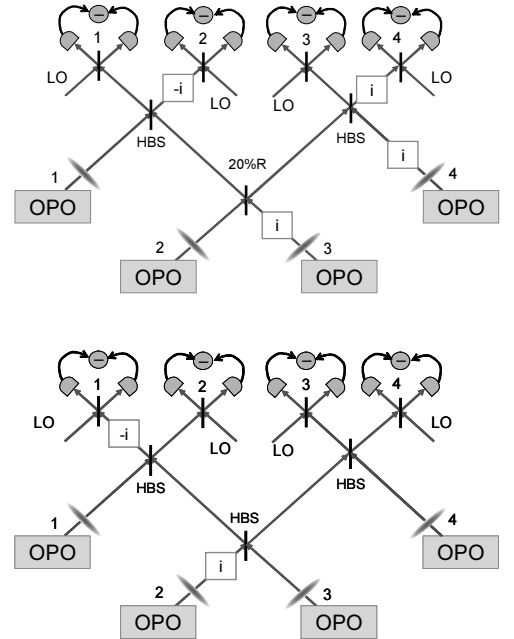 1 2 3 4
LO -i LO LO i LO
HBS HBS
1 20%R i 4
OPO OPO
2 i 3
OPO OPO
1 2 3 4
LO -i LO LO LO
HBS HBS
1 HBS 4
OPO i OPO
2 3
OPO OPO